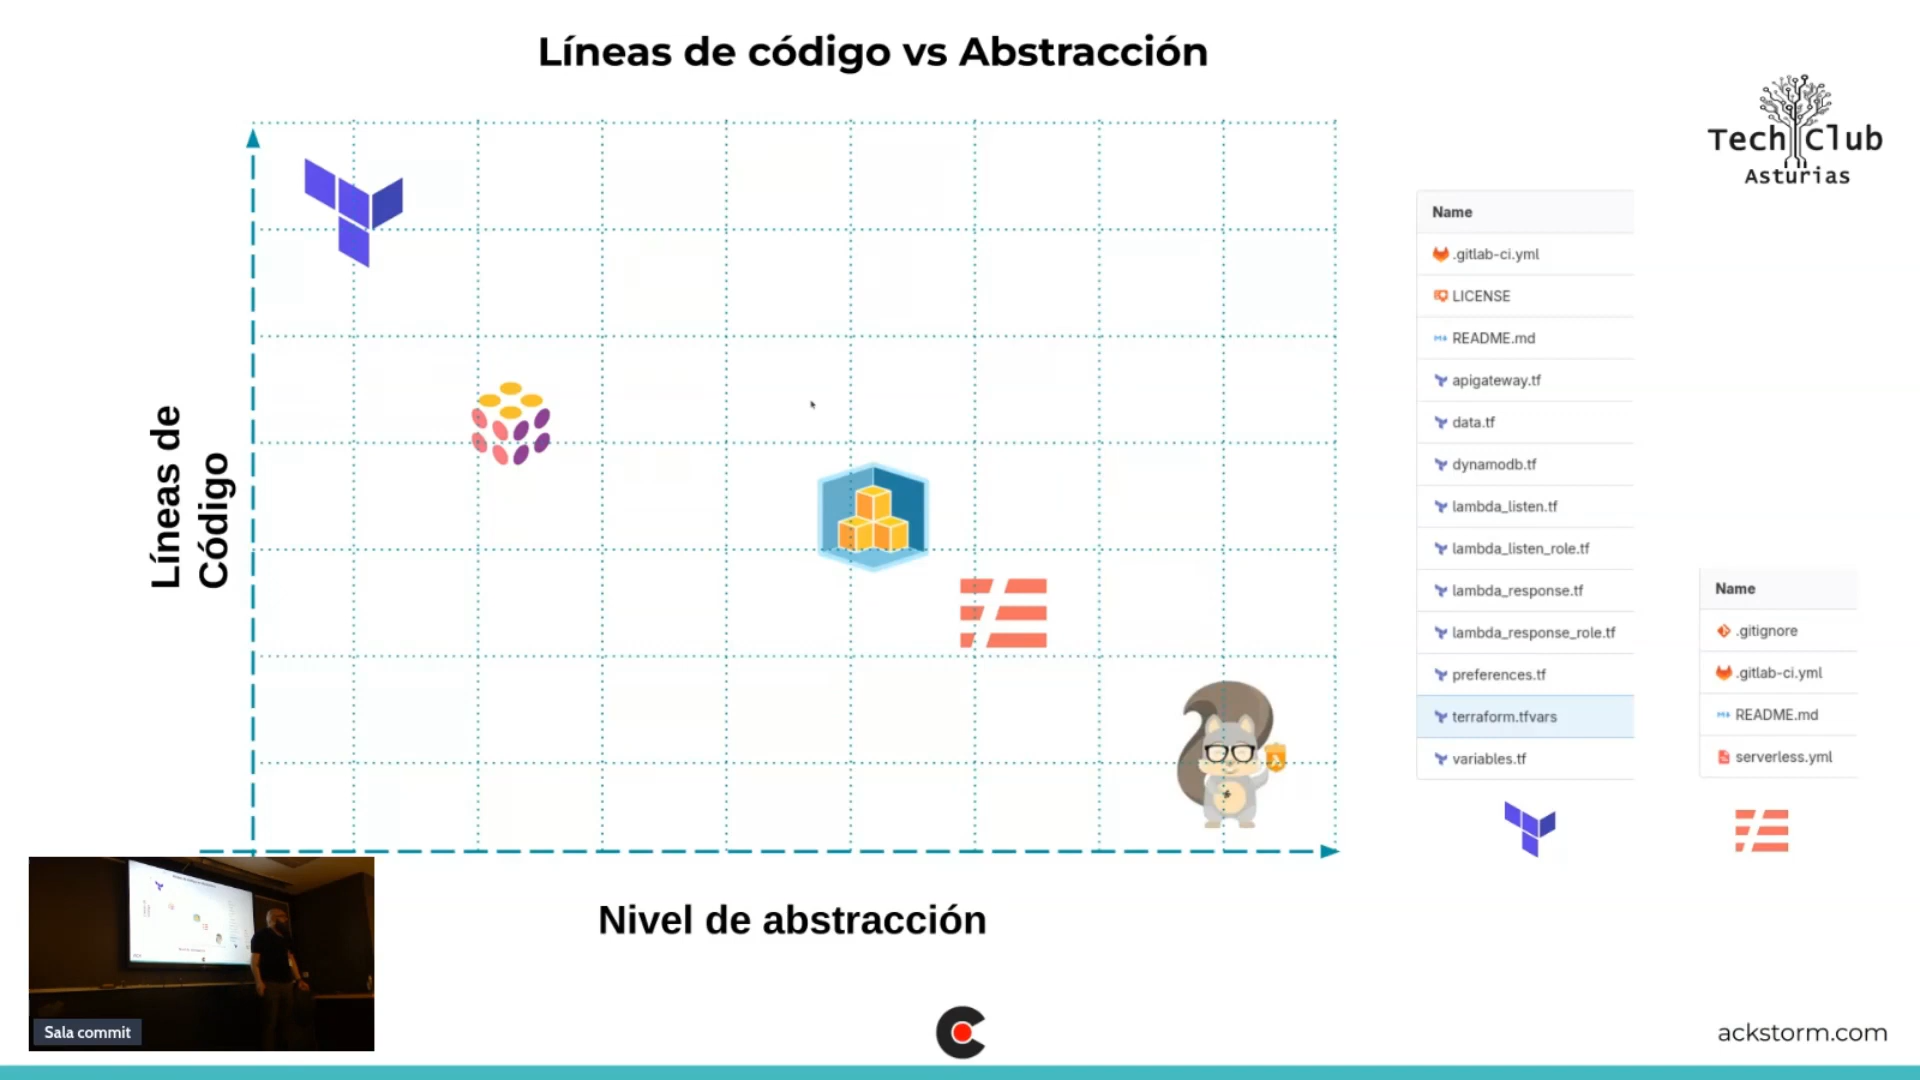 Líneas de código vs Abstracción
Tech Club
Asturias
Líneas de
Código
Nivel de abstracción
Name
.gitlab-ci.yml
LICENSE
README.md
apigateway.tf
data.tf
dynamodb.tf
lambda_listen.tf
lambda_listen_role.tf
lambda_response.tf
lambda_response_role.tf
preferences.tf
terraform.tfvars
variables.tf
Name
.gitignore
.gitlab-ci.yml
README.md
serverless.yml
Sala commit
ackstorm.com